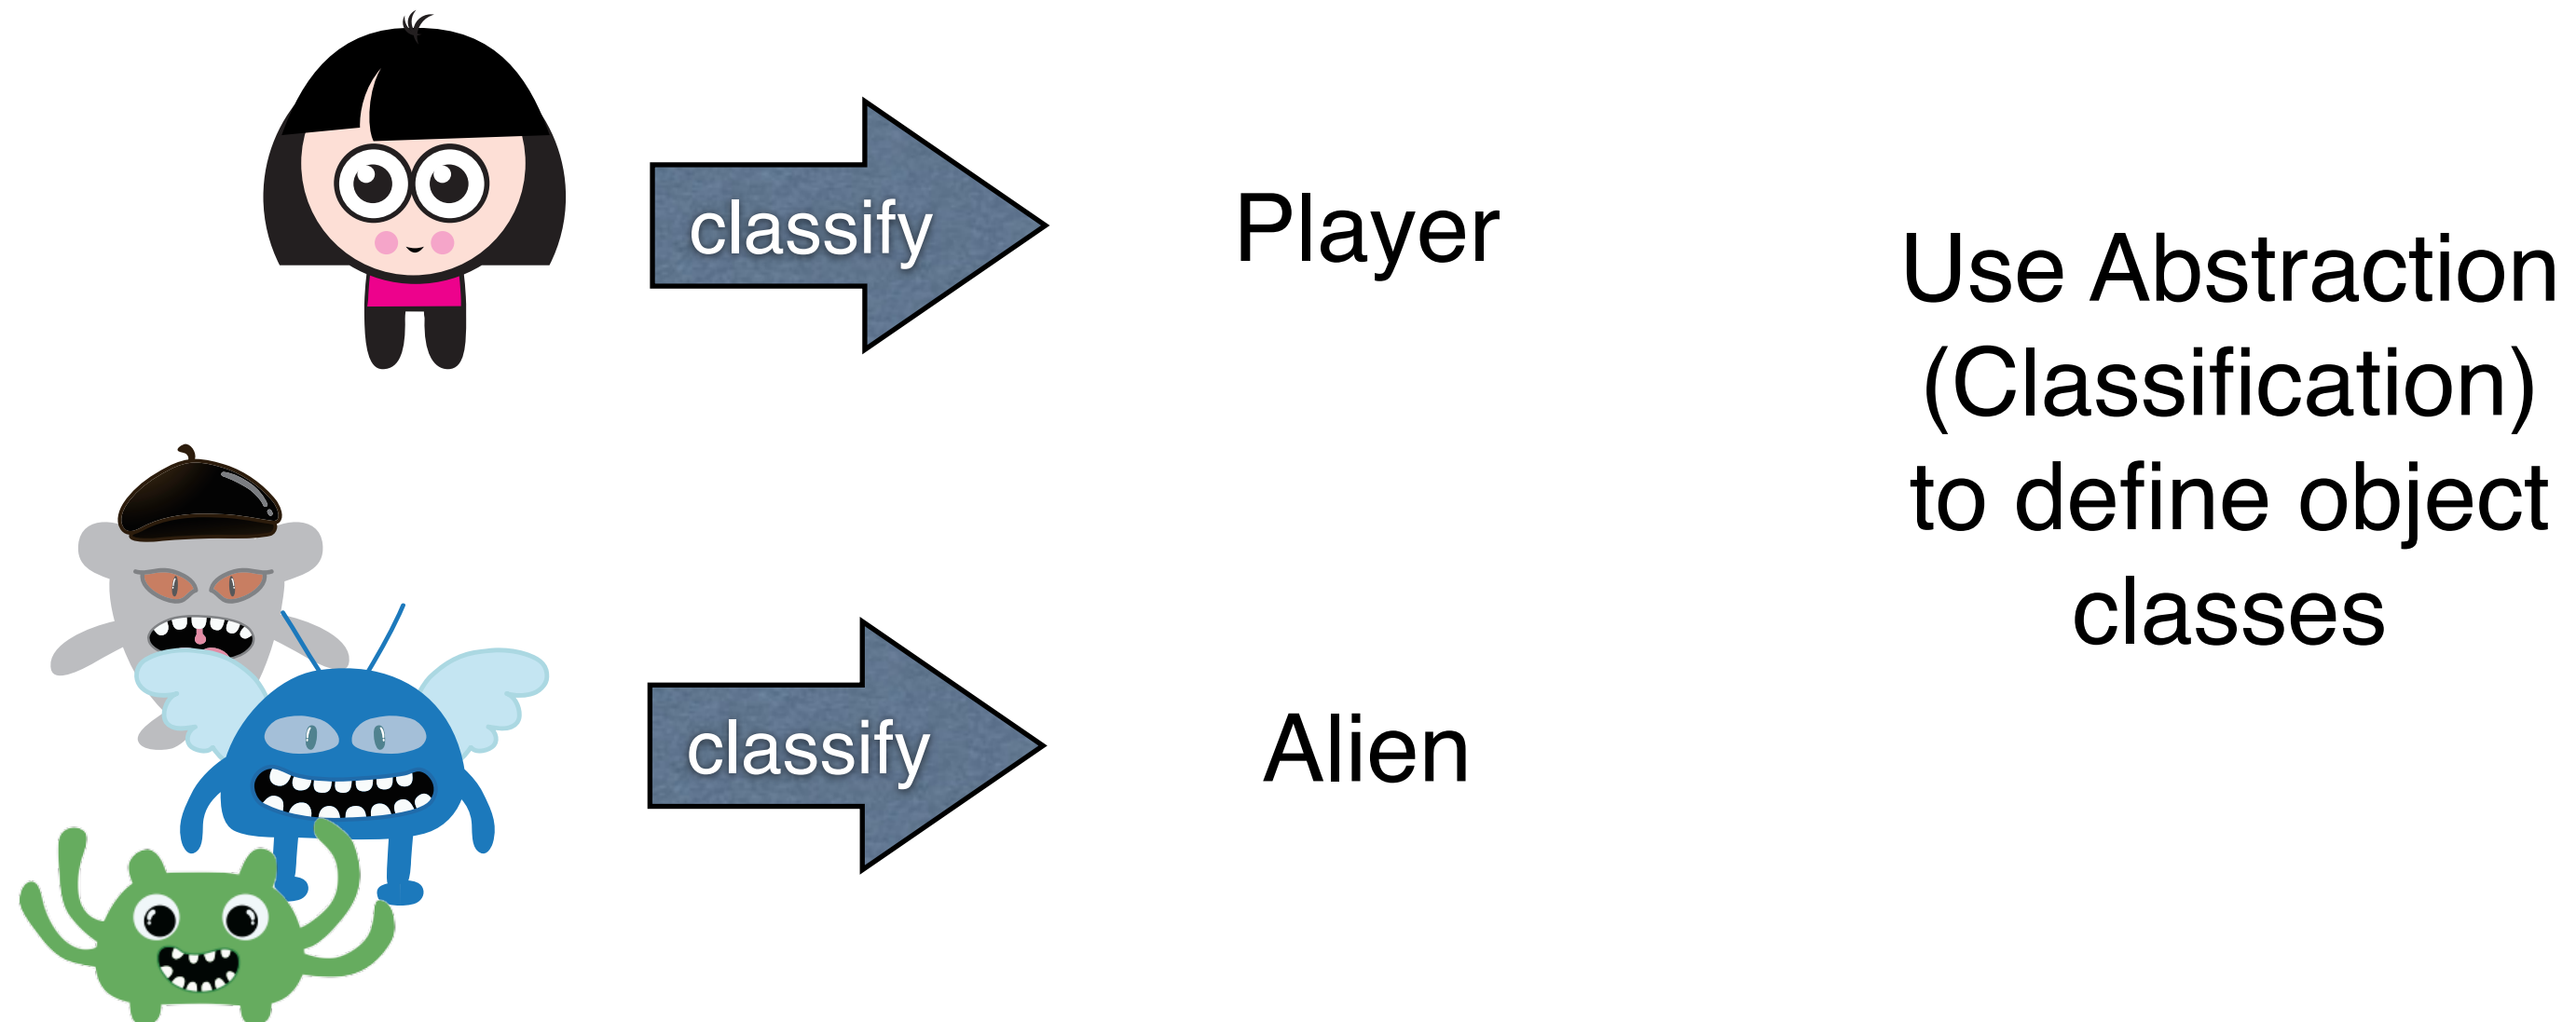 classify
Player
classify
Alien
Use Abstraction
(Classification)
to define object
classes